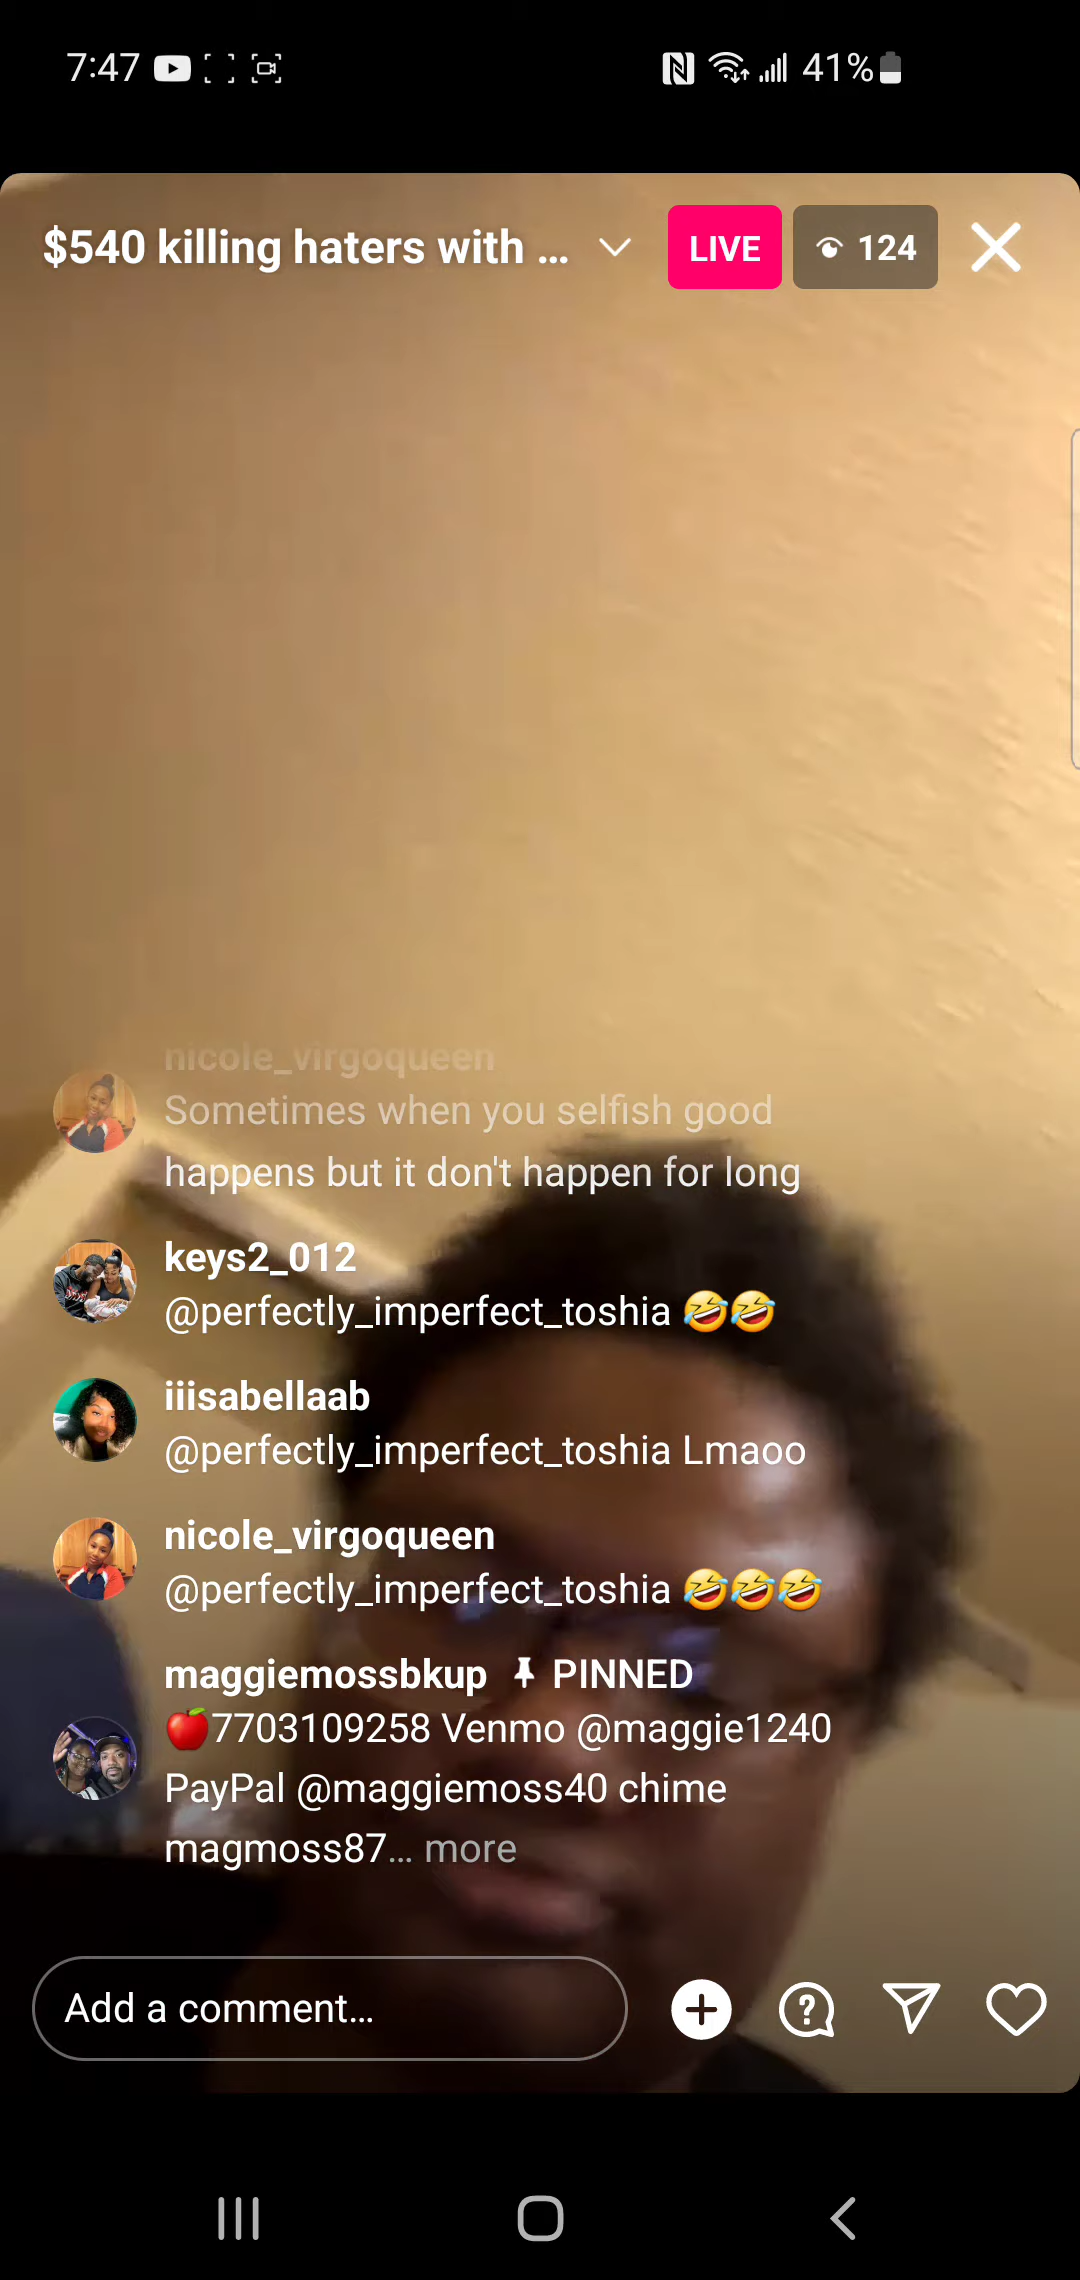 7:47
41%
$540 killing haters with ...
LIVE
124
nicole_virgoqueen
Sometimes when you selfish good
happens but it don't happen for long
keys2_012
@perfectly_imperfect_toshia 🤣🤣
iiisabellaab
@perfectly_imperfect_toshia Lmaoo
nicole_virgoqueen
@perfectly_imperfect_toshia 🤣🤣🤣
maggiemossbkup PINNED
🍎7703109258 Venmo @maggie1240
PayPal @maggiemoss40 chime
magmoss87... more
Add a comment...